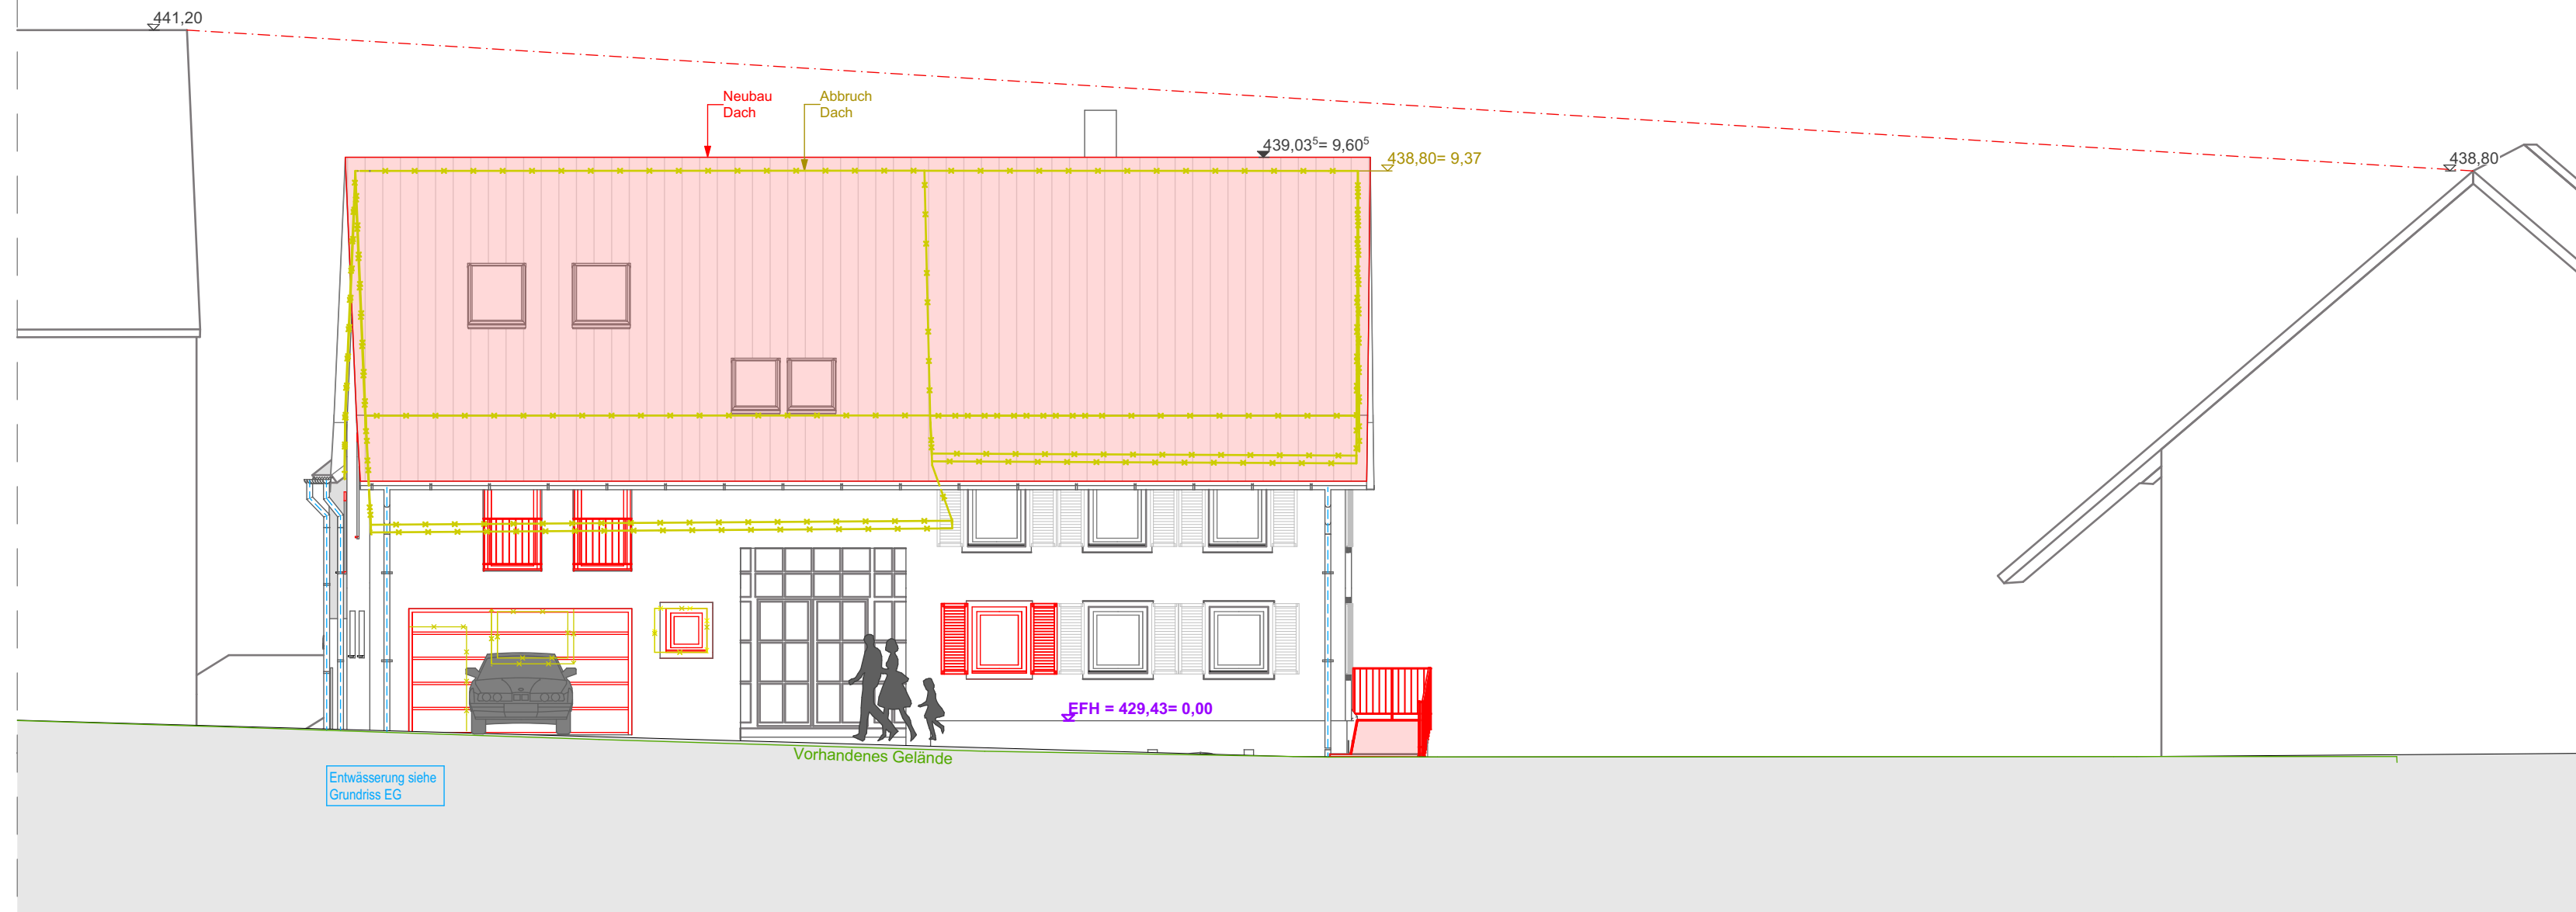 441,20
Neubau
Dach
Abbruch
Dach
439,03⁵= 9,60⁵
438,80= 9,37
438,80
EFH = 429,43= 0,00
Vorhandenes Gelände
Entwässerung siehe
Grundriss EG